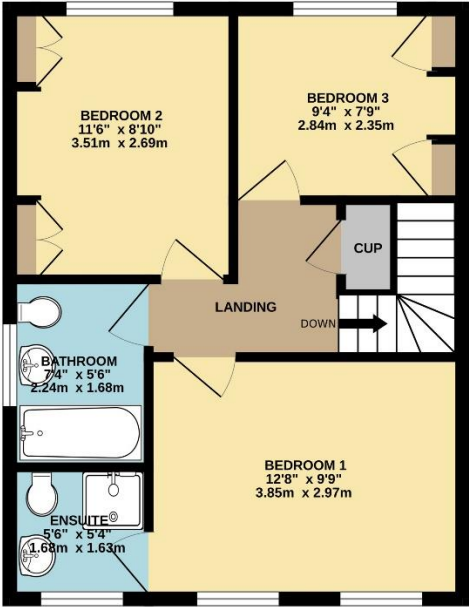 BEDROOM 2
11'6" x 8'10"
3.51m x 2.69m
BEDROOM 3
9'4" x 7'9"
2.84m x 2.35m
CUP
LANDING
DOWN
BATHROOM
7'4" x 5'6"
2.24m x 1.68m
BEDROOM 1
12'8" x 9'9"
3.85m x 2.97m
ENSUITE
5'6" x 5'4"
1.68m x 1.63m